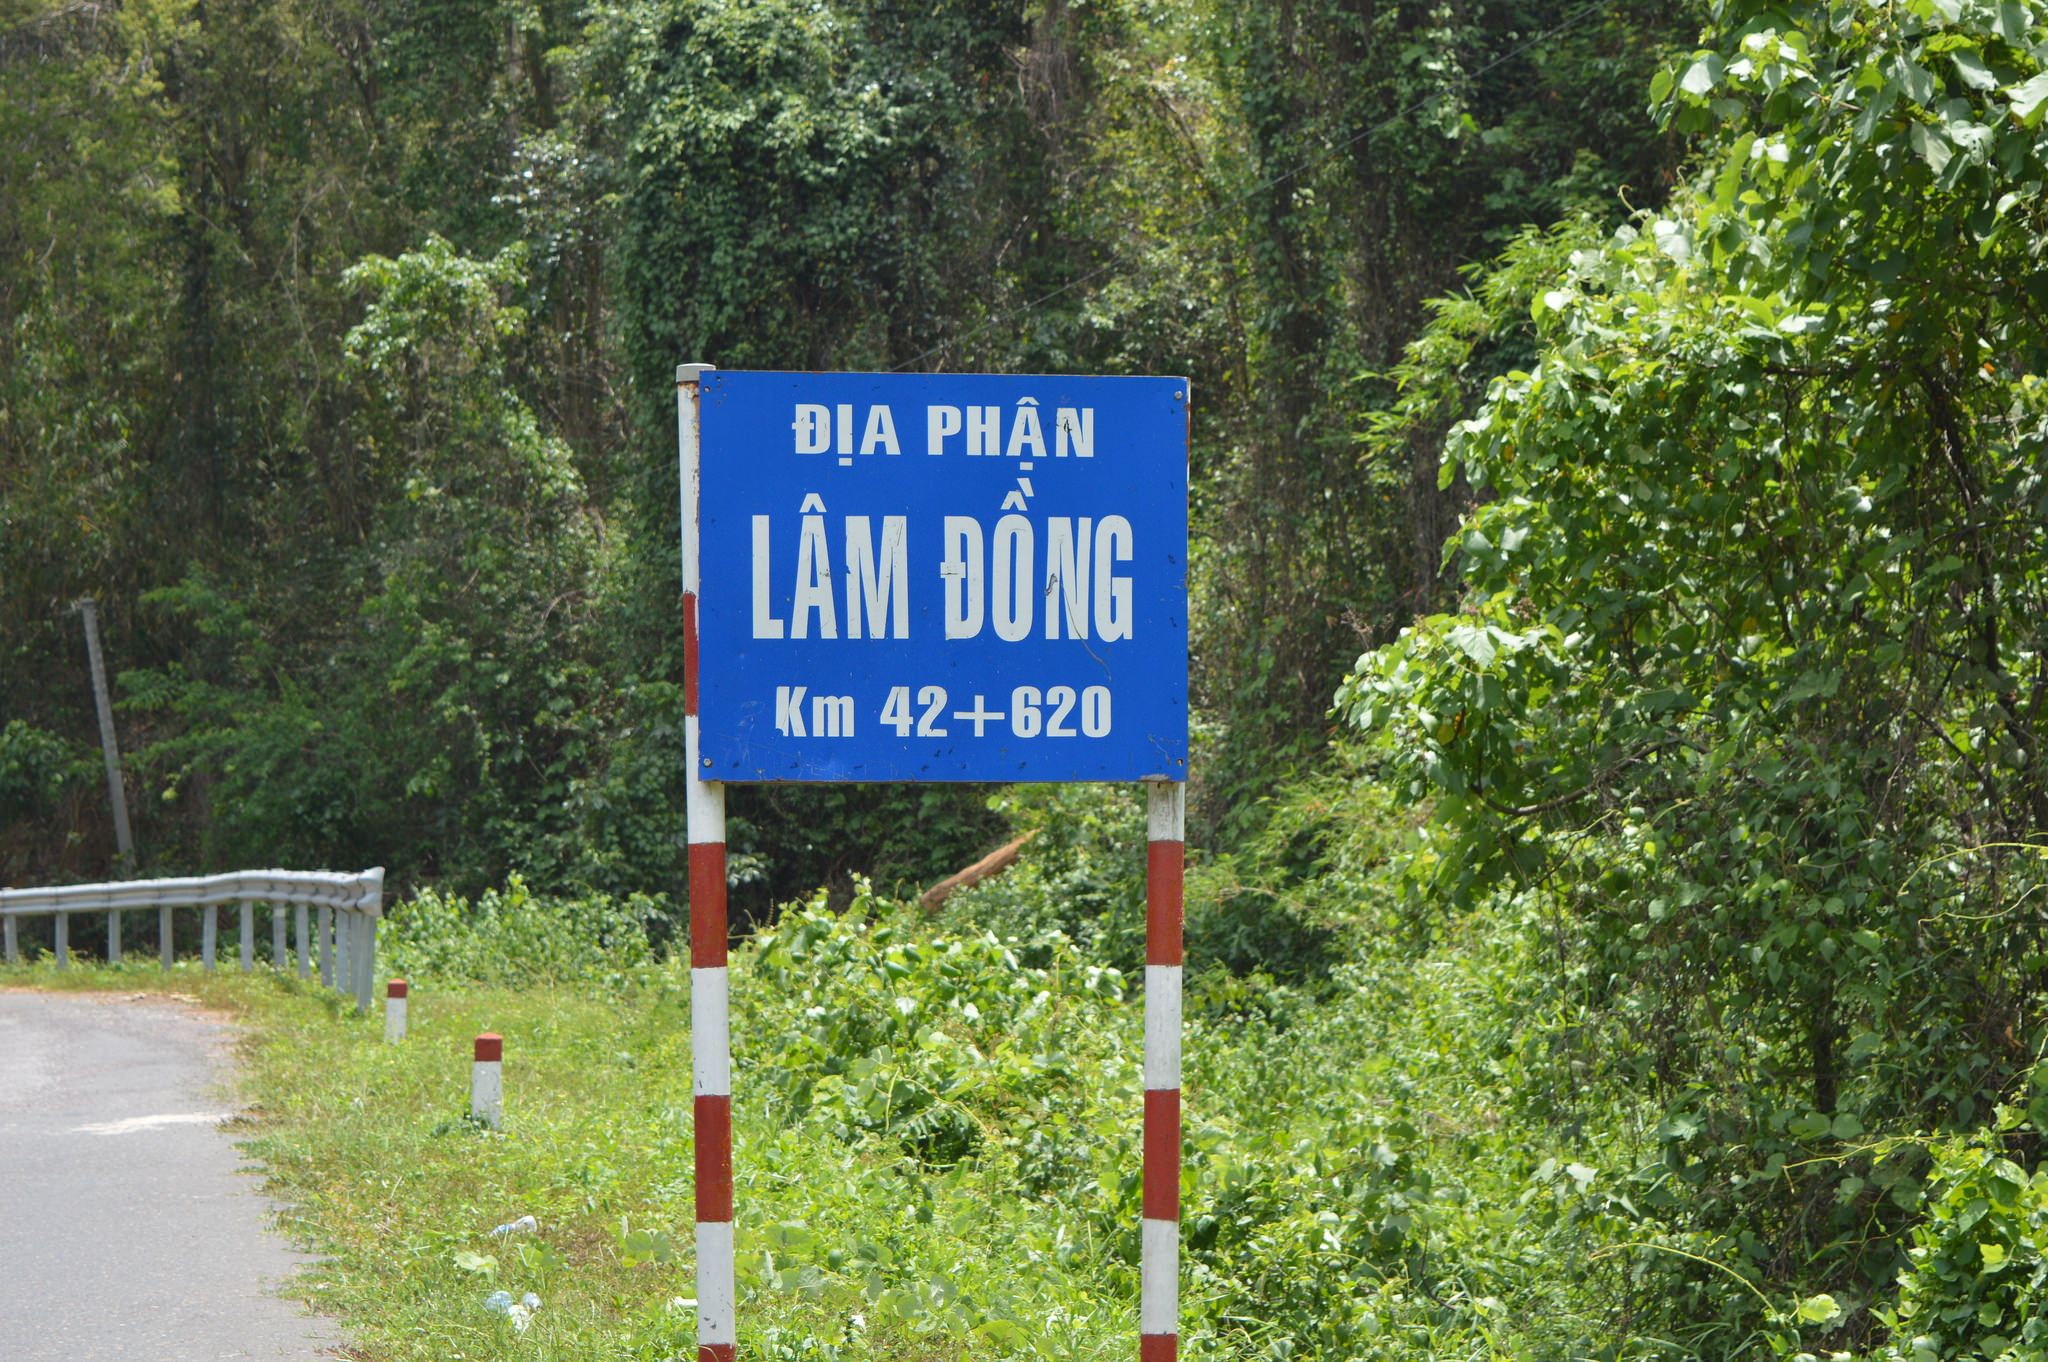 ĐỊA PHẬN
LÂM ĐỒNG
Km 42+620